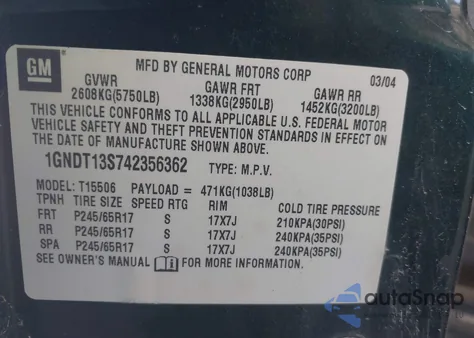 GM
MFD BY GENERAL MOTORS CORP
03/04
GVWR GAWR FRT GAWR RR
2608KG(5750LB) 1338KG(2950LB) 1452KG(3200LB)
THIS VEHICLE CONFORMS TO ALL APPLICABLE U.S. FEDERAL MOTOR
VEHICLE SAFETY AND THEFT PREVENTION STANDARDS IN EFFECT ON
THE DATE OF MANUFACTURE SHOWN ABOVE.
1GNDT13S742356362 TYPE: M.P.V.
MODEL: T15506 PAYLOAD = 471KG(1038LB)
TPNH TIRE SIZE SPEED RTG RIM COLD TIRE PRESSURE
FRT P245/65R17 S 17X7J 210KPA(30PSI)
RR P245/65R17 S 17X7J 240KPA(35PSI)
SPA P245/65R17 S 17X7J 240KPA(35PSI)
SEE OWNER'S MANUAL FOR MORE INFORMATION.
autoSnap